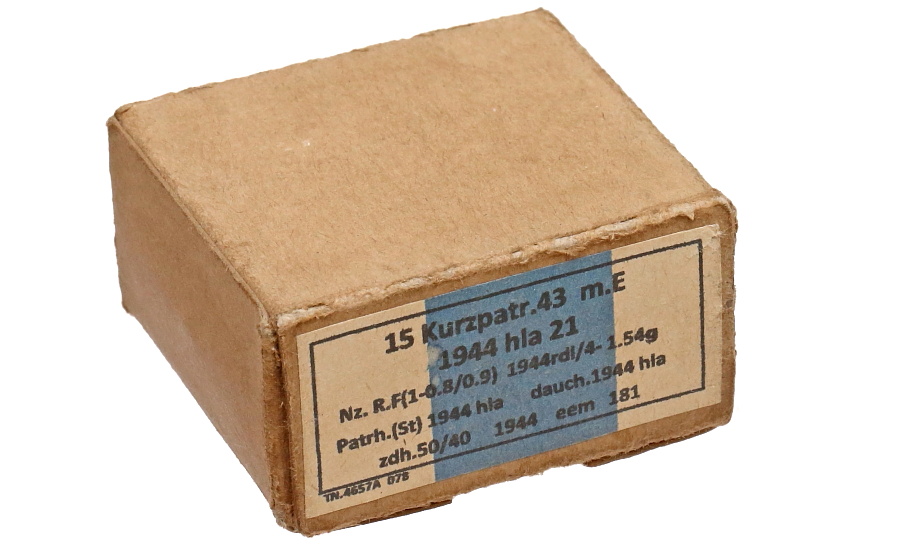 15 Kurzpatr.43 m.E
1944 hla 21
Nz. R.F(1-0.8/0.9) 1944rdl/4- 1.54g
Patrh.(St) 1944 hla dauch.1944 hla
zdh.50/40 1944 eem 181
TN.4657A 078